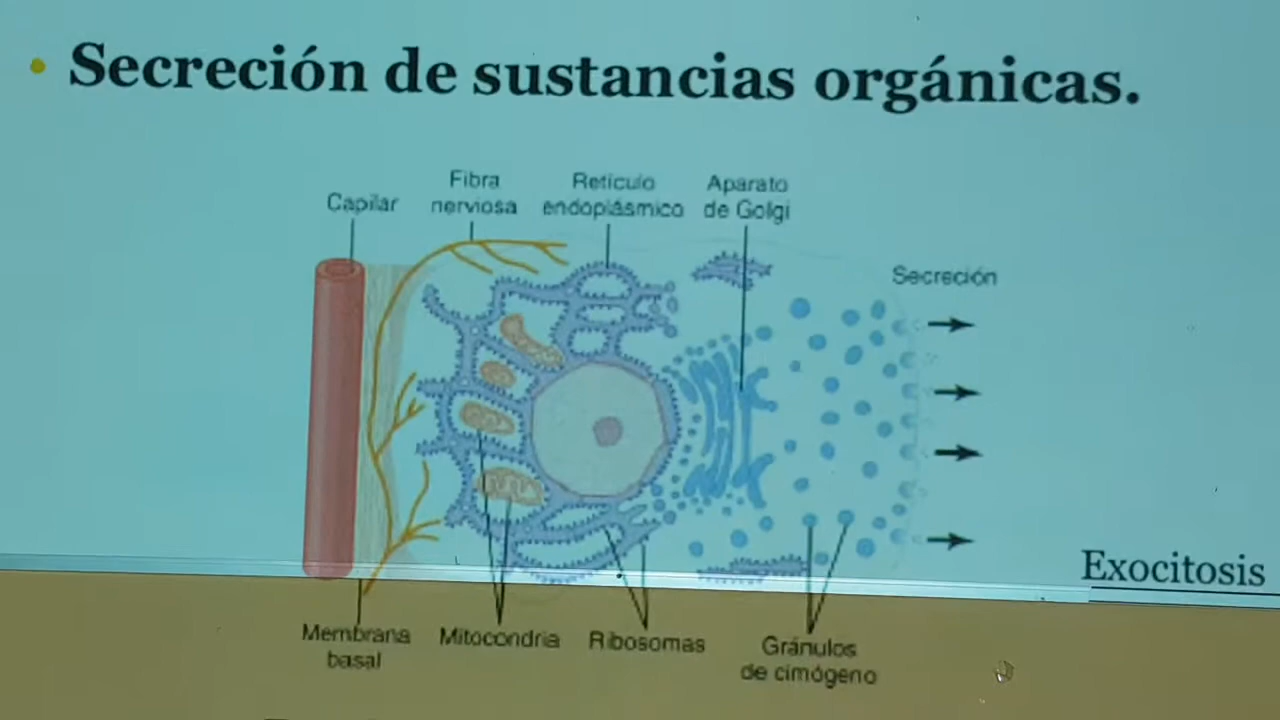 • Secreción de sustancias orgánicas.
Capilar
Fibra
nerviosa
Retículo
endoplásmico
Aparato
de Golgi
Secreción
Exocitosis
Membrana
basal
Mitocondria
Ribosomas
Gránulos
de cimógeno